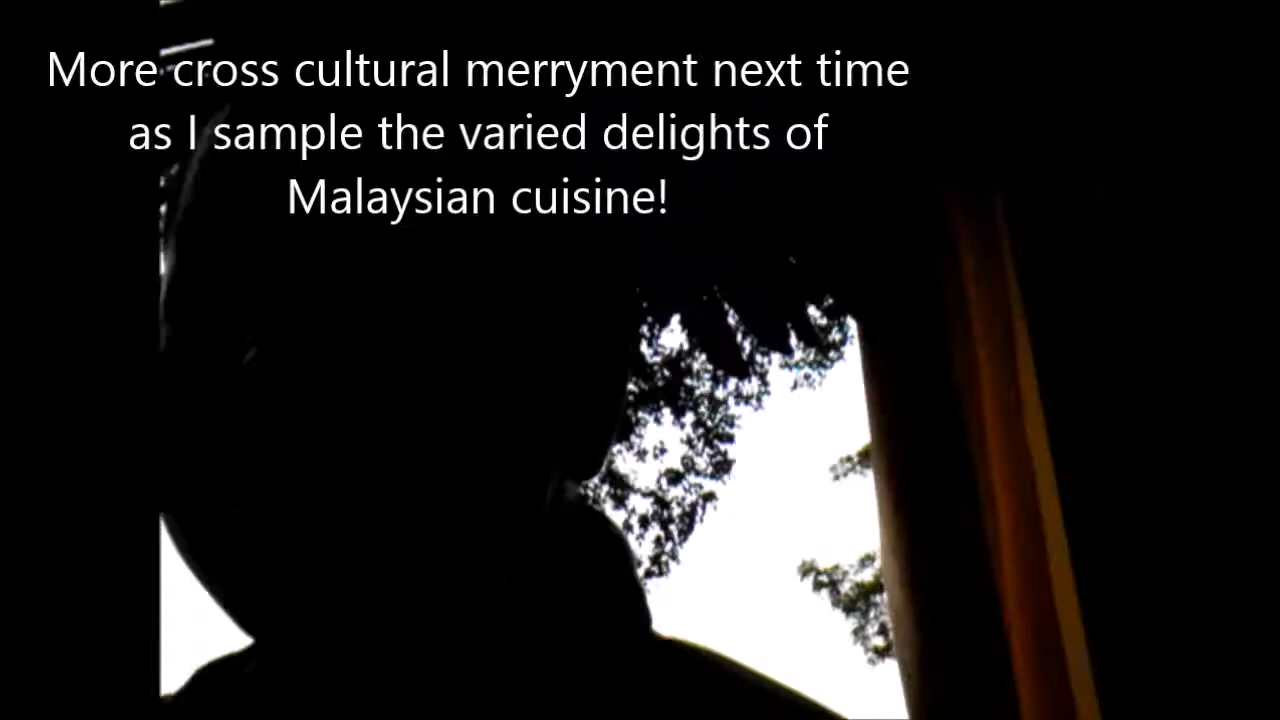 More cross cultural merryment next time
as I sample the varied delights of
Malaysian cuisine!